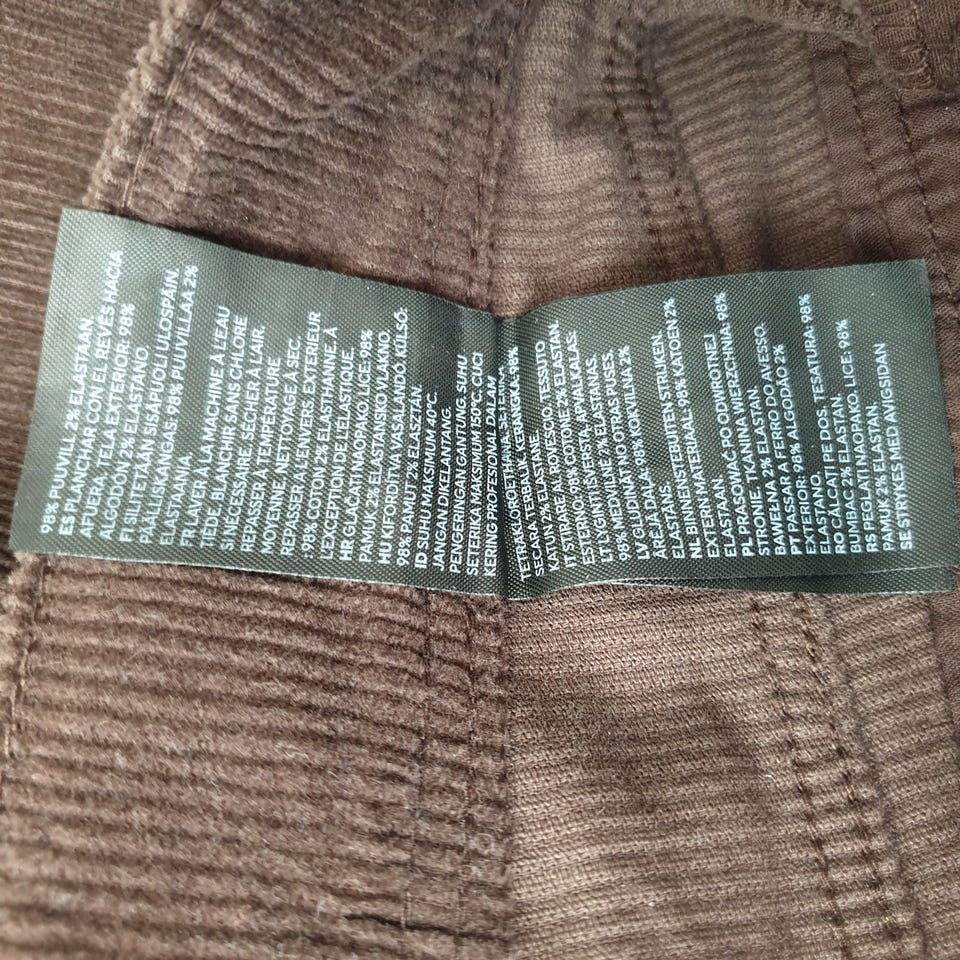 98% PUUVILL 2% ELASTAAN.
ES PLANCHAR CON EL REVÉS HACIA
AFUERA. TELA EXTERIOR: 98%
ALGODÓN 2% ELASTANO
FI SILITETÄÄN SISÄPUOLI ULOSPÄIN.
PÄÄLLISKANGAS: 98% PUUVILLAA 2%
ELASTAANIA
FR LAVER À LA MACHINE À L'EAU
TIÈDE, BLANCHIR SANS CHLORE
SI NÉCESSAIRE, SÉCHER À L'AIR.
REPASSER À TEMPÉRATURE
MOYENNE. NETTOYAGE À SEC.
REPASSER À L'ENVERS. EXTÉRIEUR
: 98% COTON 2% ÉLASTHANNE À
L'EXCEPTION DE L'ÉLASTIQUE.
HR GLAČATI NAOPAKO. LICE: 98%
PAMUK 2% ELASTANSKO VLAKNO.
HU KIFORDÍTVA VASALANDÓ. KÜLSŐ:
98% PAMUT 2% ELASZTÁN
ID SUHU MAKSIMUM 40°C.
JANGAN DIKELANTANG.
PENGERINGAN GANTUNG. SUHU
SETERIKA MAKSIMUM 150°C. CUCI
KERING PROFESIONAL DALAM
TETRAKLOROETHENA. SETERIKA
SECARA TERBALIK. KERANGKA: 98%
KATUN 2% ELASTANE.
IT STIRARE AL ROVESCIO. TESSUTO
ESTERNO: 98% COTONE 2% ELASTAN.
LT LYGINTI IŠVERSTĄ. APMVALKALAS:
98% MEDVILNĖ 2% ELASTANAS.
LV GLUDINĀT NO OTRAS PUSES.
ĀRĒJĀ DAĻA: 98% KOKVILNA 2%
ELASTĀNS
NL BINNENSTEBUITEN STRIJKEN.
EXTERN MATERIAAL: 98% KATOEN 2%
ELASTAAN
PL PRASOWAĆ PO ODWROTNEJ
STRONIE. TKANINA WIERZCHNIA: 98%
BAWEŁNA 2% ELASTAN
PT PASSAR A FERRO DO AVESSO.
EXTERIOR: 98% ALGODÃO 2%
ELASTANO
RO CĂLCAȚI PE DOS. ȚESĂTURA: 98%
BUMBAC 2% ELASTAN
RS PEGLATI NAOPAKO. LICE: 98%
PAMUK 2% ELASTAN.
SE STRYKES MED AVIGSIDAN